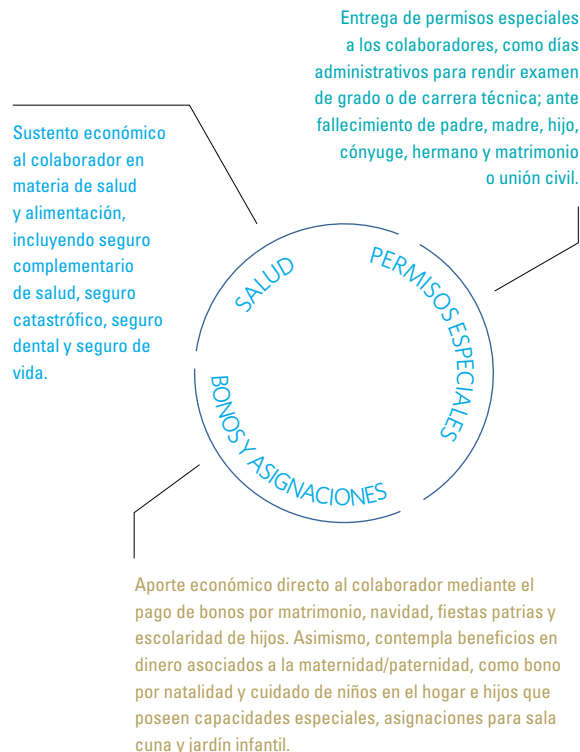 Entrega de permisos especiales
a los colaboradores, como días
administrativos para rendir examen
de grado o de carrera técnica; ante
fallecimiento de padre, madre, hijo,
cónyuge, hermano y matrimonio
o unión civil.
Sustento económico
al colaborador en
materia de salud
y alimentación,
incluyendo seguro
complementario
de salud, seguro
catastrófico, seguro
dental y seguro de
vida.
SALUD
PERMISOS ESPECIALES
BONOS Y ASIGNACIONES
Aporte económico directo al colaborador mediante el
pago de bonos por matrimonio, navidad, fiestas patrias y
escolaridad de hijos. Asimismo, contempla beneficios en
dinero asociados a la maternidad/paternidad, como bono
por natalidad y cuidado de niños en el hogar e hijos que
poseen capacidades especiales, asignaciones para sala
cuna y jardín infantil.